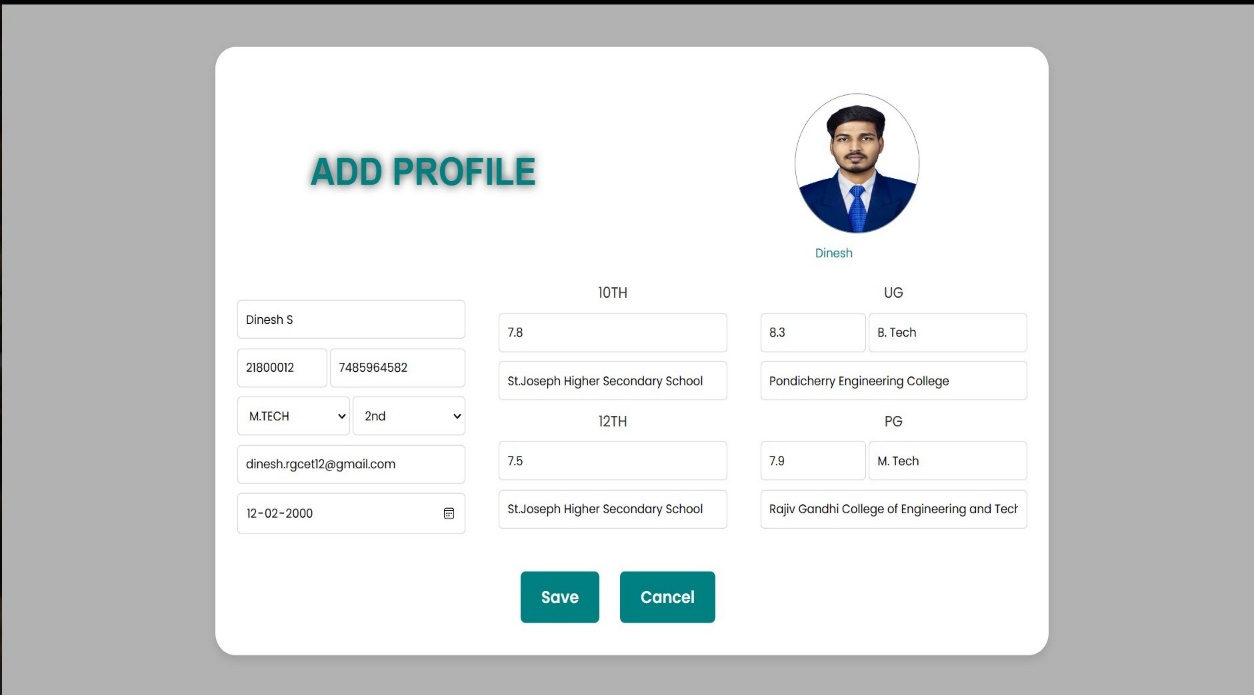 ADD PROFILE
Dinesh
Dinesh S
21800012 7485964582
M.TECH 2nd
dinesh.rgcet12@gmail.com
12-02-2000
10TH
7.8
St.Joseph Higher Secondary School
12TH
7.5
St.Joseph Higher Secondary School
UG
8.3 B. Tech
Pondicherry Engineering College
PG
7.9 M. Tech
Rajiv Gandhi College of Engineering and Tech
Save Cancel